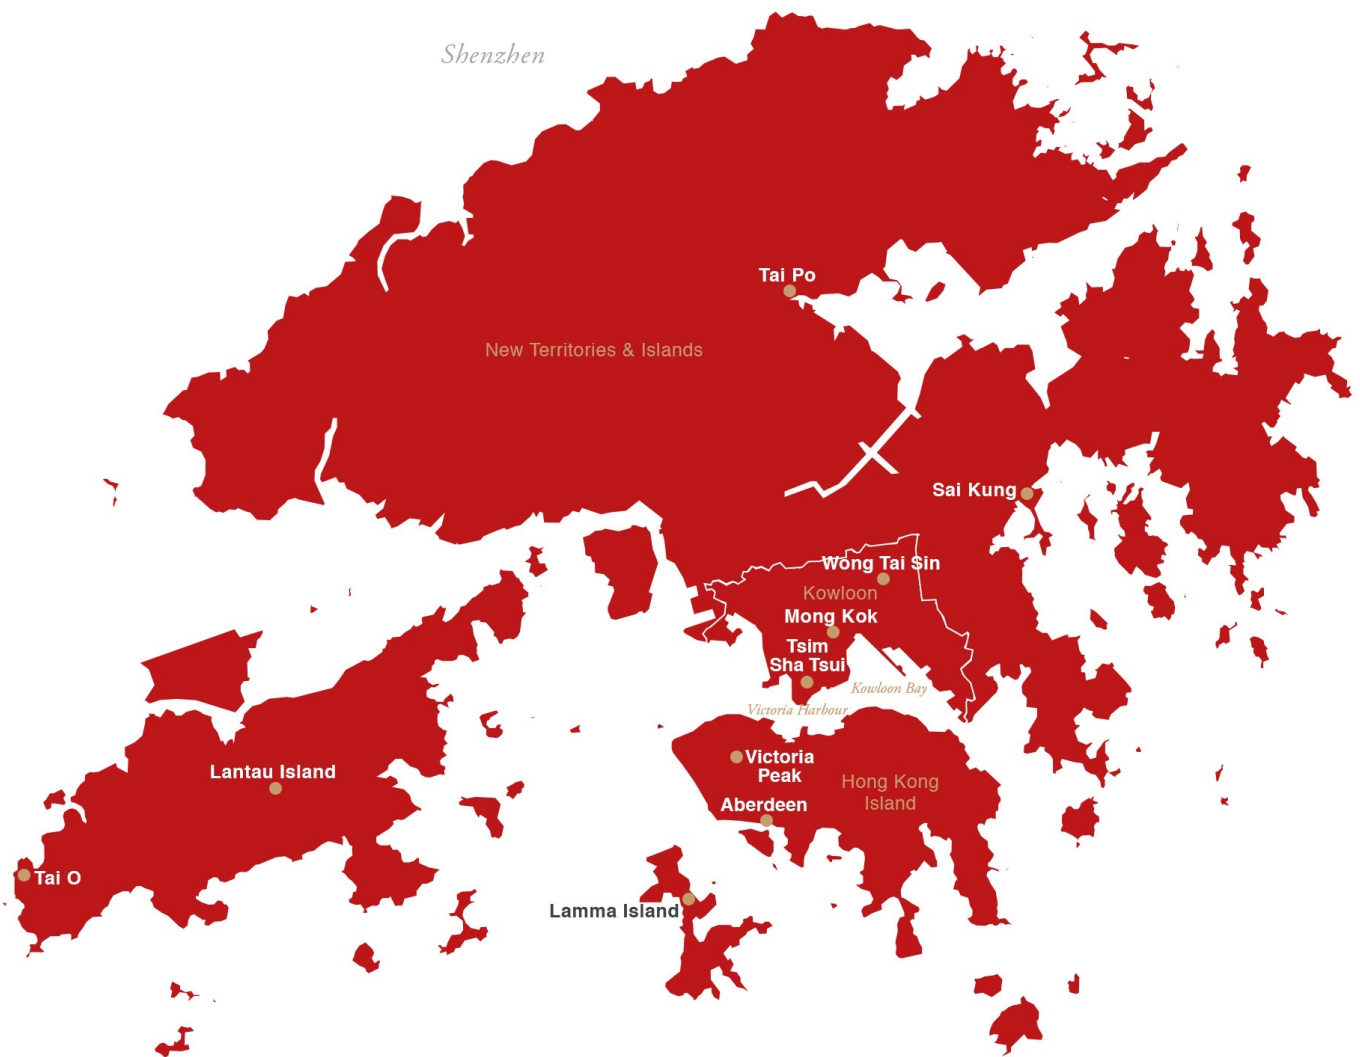 Shenzhen
Tai Po
New Territories & Islands
Sai Kung
Wong Tai Sin
Kowloon
Mong Kok
Tsim
Sha Tsui
Kowloon Bay
Victoria Harbour
Victoria
Peak
Lantau Island
Hong Kong
Island
Aberdeen
Tai O
Lamma Island